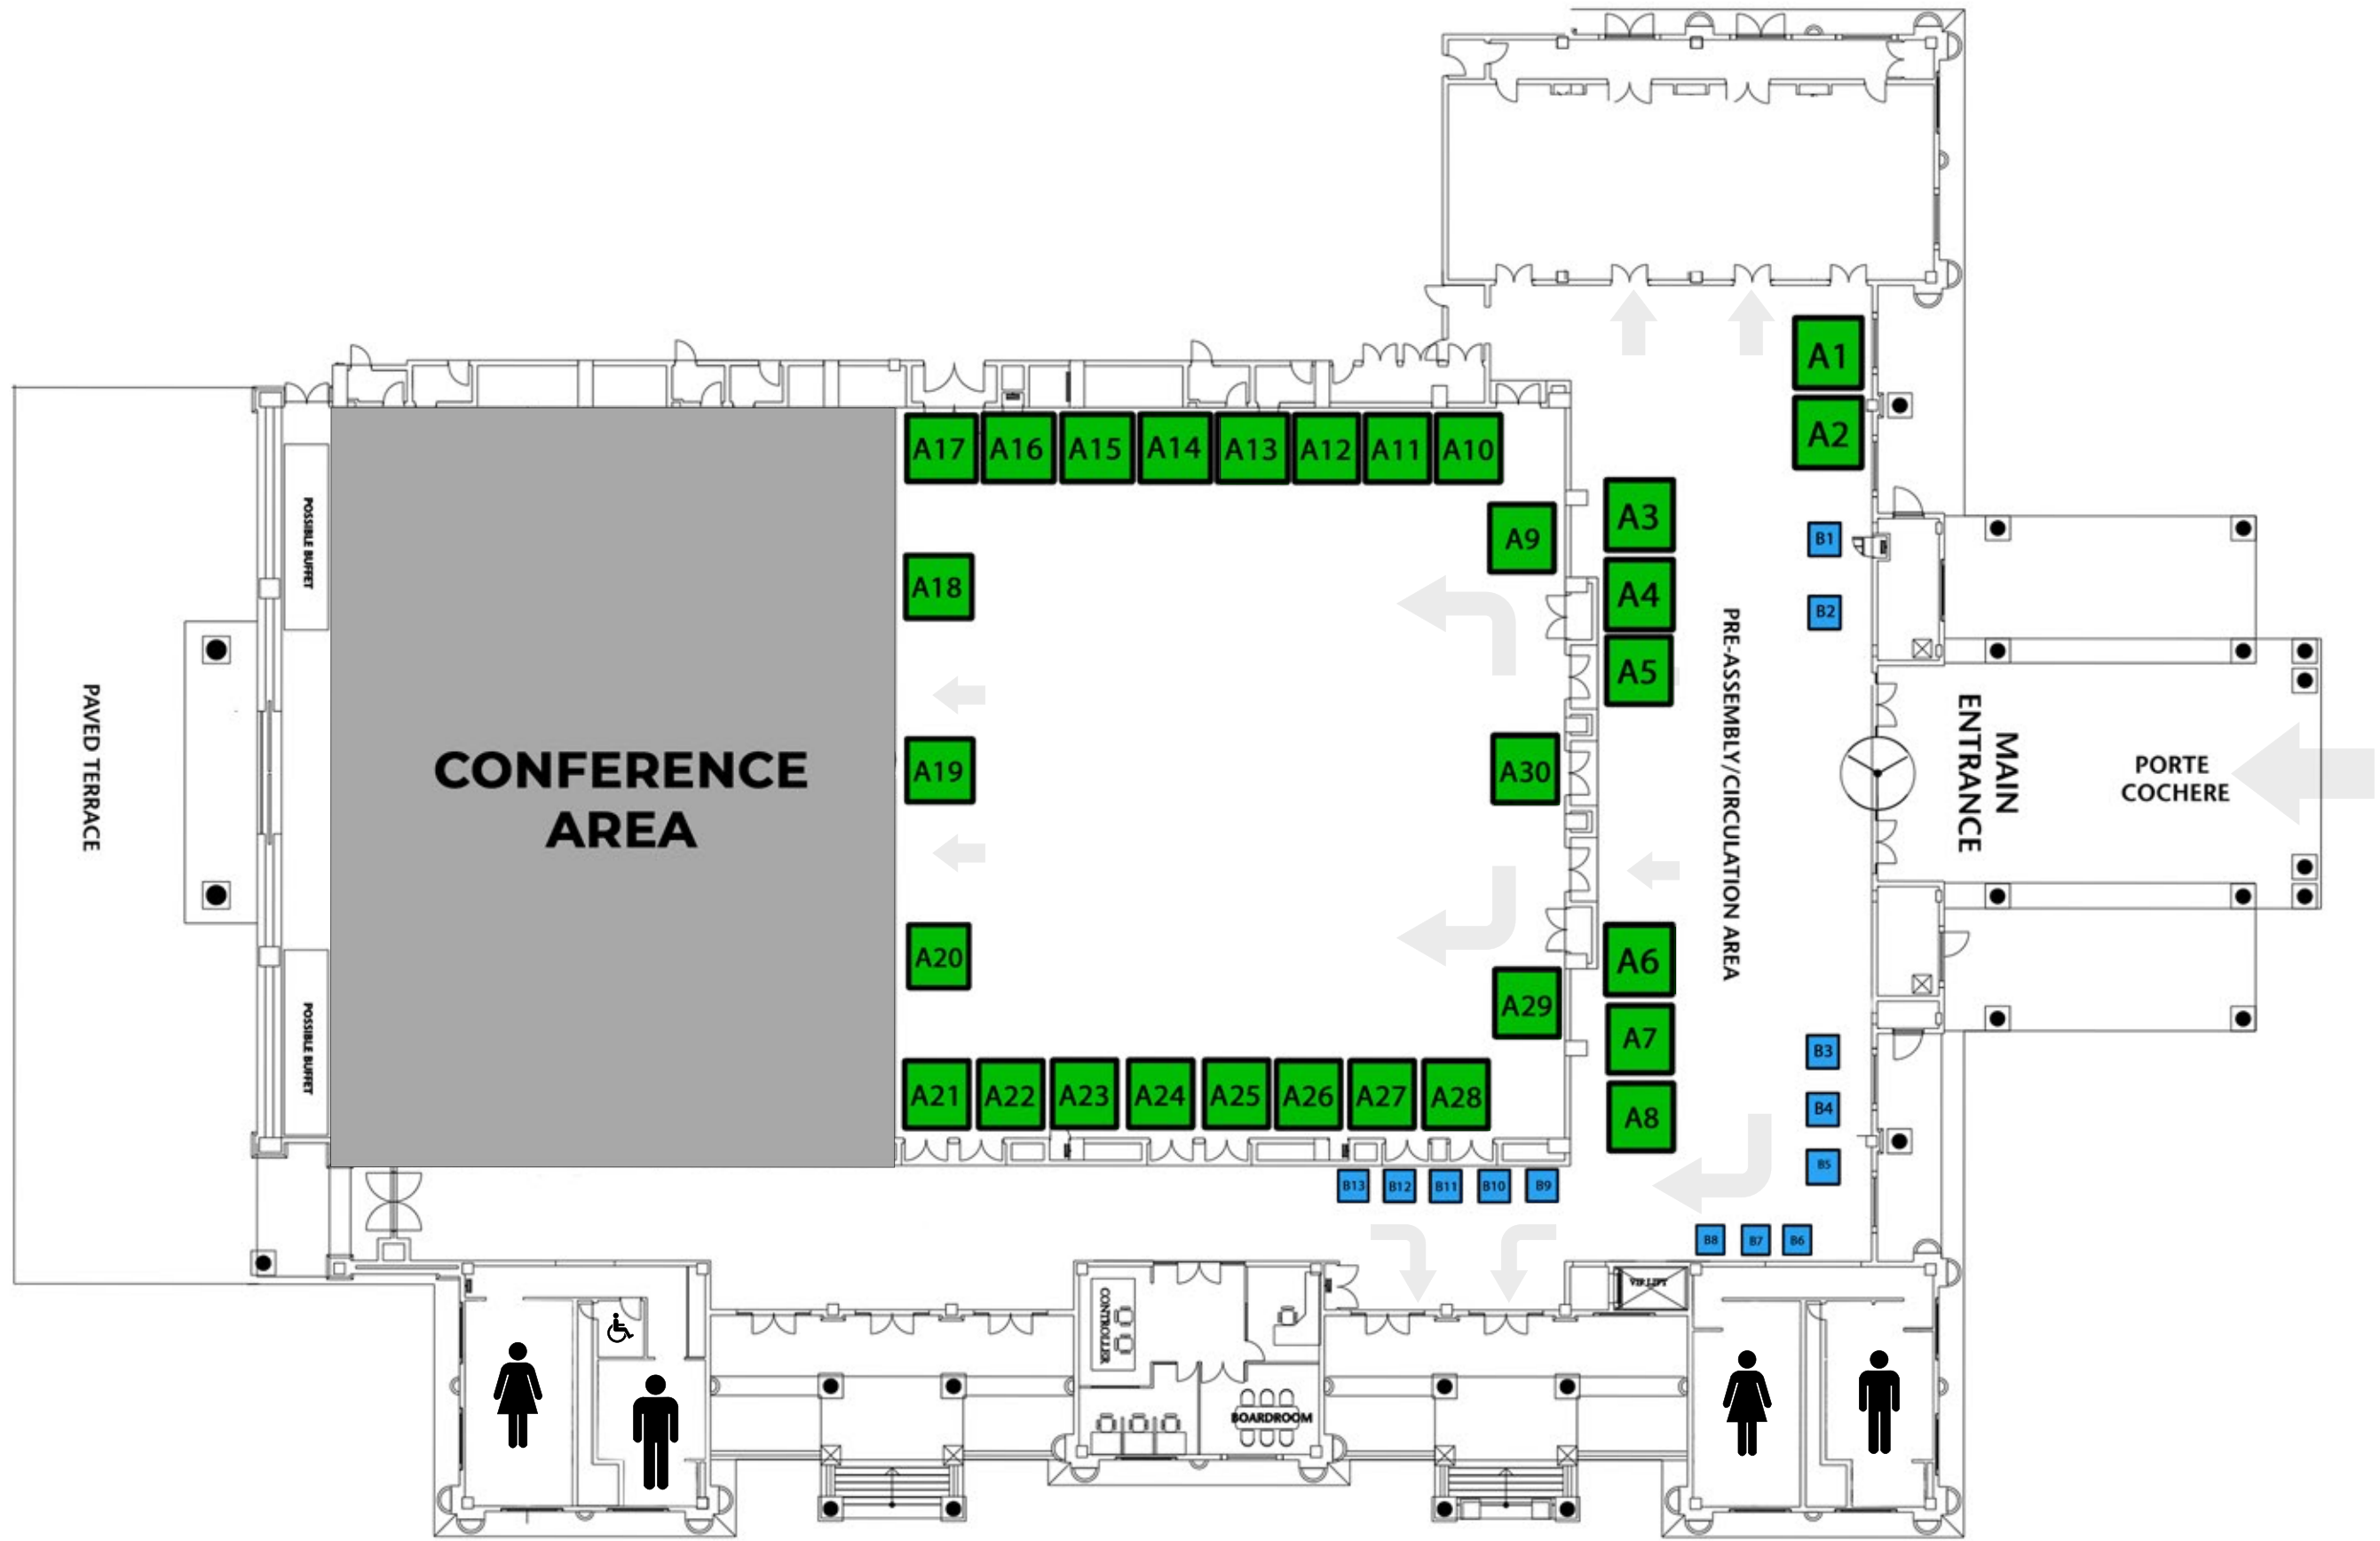 A1
A2
A17
A16
A15
A14
A13
A12
A11
A10
A3
A9
B1
A18
A4
B2
POSSIBLE BUFFET
A5
PAVED TERRACE
CONFERENCE
AREA
A19
A30
PRE-ASSEMBLY/CIRCULATION AREA
MAIN
ENTRANCE
PORTE
COCHERE
A20
A6
A29
A7
POSSIBLE BUFFET
B3
A21
A22
A23
A24
A25
A26
A27
A28
A8
B4
B5
B13
B12
B11
B10
B9
B8
B7
B6
VIP LIFT
CONTROLLER
BOARDROOM